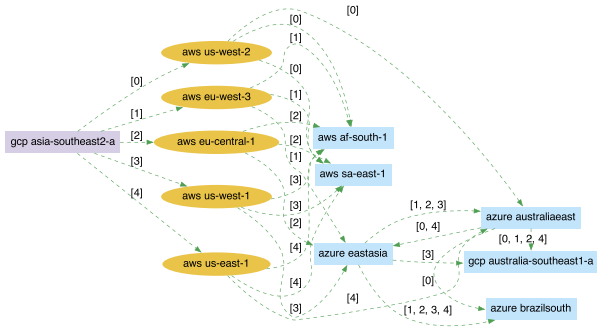 [0]
[0]
aws us-west-2
[1]
[0]
[0]
aws eu-west-3
[1]
[1]
[2]
gcp asia-southeast2-a
[2]
aws eu-central-1
[2]
aws af-south-1
[1]
[3]
aws sa-east-1
[3]
[4]
aws us-west-1
[3]
[1, 2, 3]
azure australiaeast
[2]
[0, 4]
[0, 1, 2, 4]
[4]
azure eastasia
[3]
gcp australia-southeast1-a
aws us-east-1
[4]
[0]
[4]
[3]
[1, 2, 3, 4]
azure brazilsouth